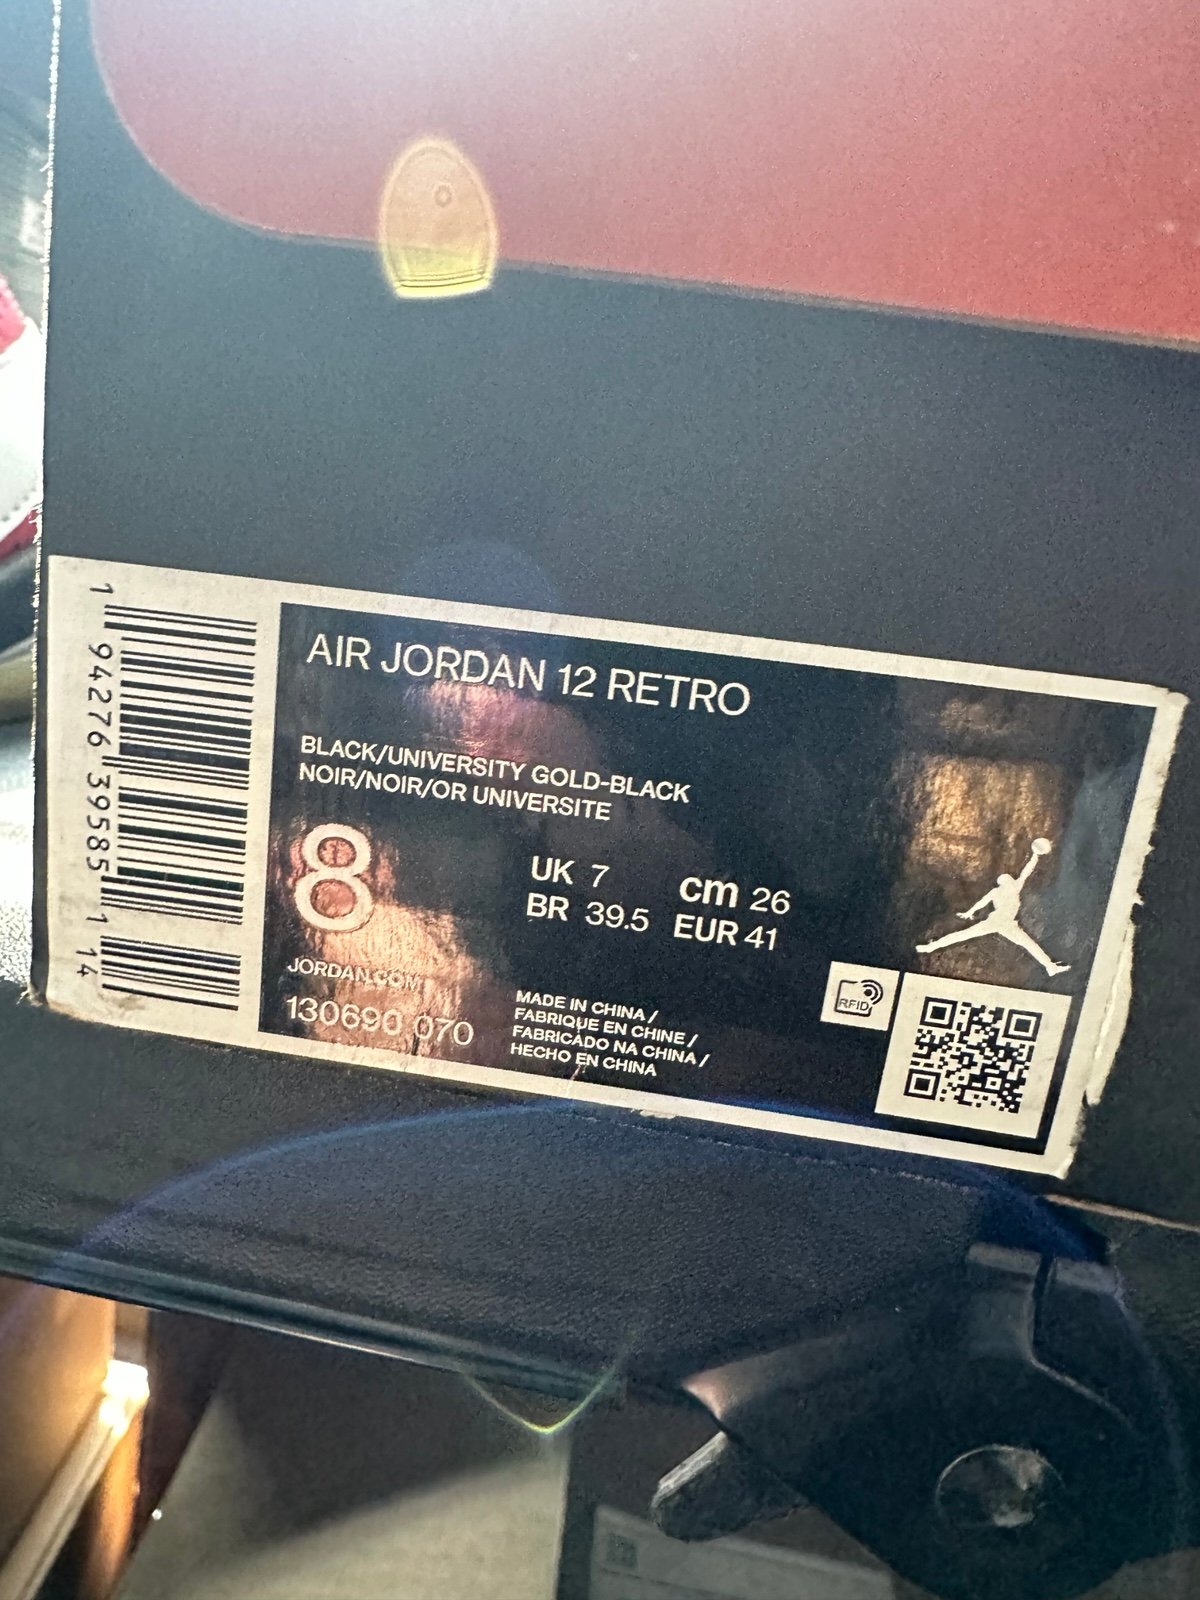 AIR JORDAN 12 RETRO
BLACK/UNIVERSITY GOLD-BLACK
NOIR/NOIR/OR UNIVERSITE
8
UK 7
cm 26
BR 39.5
EUR 41
JORDAN.COM
130690 070
MADE IN CHINA /
FABRIQUE EN CHINE /
FABRICADO NA CHINA /
HECHO EN CHINA
RFID
1 94276 39585 1 14